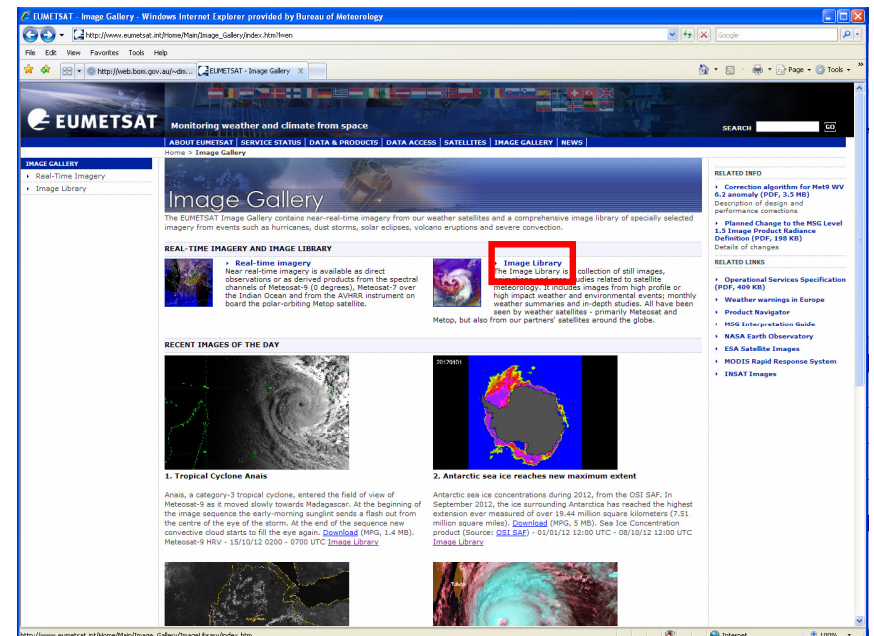 EUMETSAT - Image Gallery - Windows Internet Explorer provided by Bureau of Meteorology
http://www.eumetsat.int/Home/Main/Image_Gallery/index.htm?l=en
Google
File Edit View Favorites Tools Help
http://web.bom.gov.au/~dm...
EUMETSAT - Image Gallery
Page
Tools
EUMETSAT
Monitoring weather and climate from space
SEARCH
GO
ABOUT EUMETSAT
SERVICE STATUS
DATA & PRODUCTS
DATA ACCESS
SATELLITES
IMAGE GALLERY
NEWS
Home > Image Gallery
IMAGE GALLERY
Real-Time Imagery
Image Library
Image Gallery
The EUMETSAT Image Gallery contains near-real-time imagery from our weather satellites and a comprehensive image library of specially selected
imagery from events such as hurricanes, dust storms, solar eclipses, volcano eruptions and severe convection.
REAL-TIME IMAGERY AND IMAGE LIBRARY
Real-time imagery
Near real-time imagery is available as direct
observations or as derived products from the spectral
channels of Meteosat-9 (0 degrees), Meteosat-7 over
the Indian Ocean and from the AVHRR instrument on
board the polar-orbiting Metop satellite.
Image Library
The Image Library is collection of still images,
studies related to satellite
meteorology. It includes images from high profile or
high impact weather and environmental events; monthly
weather summaries and in-depth studies. All have been
seen by weather satellites - primarily Meteosat and
Metop, but also from our partners' satellites around the globe.
RECENT IMAGES OF THE DAY
1. Tropical Cyclone Anais
Anais, a category-3 tropical cyclone, entered the field of view of
Meteosat-9 as it moved slowly towards Madagascar. At the beginning of
the image sequence the early-morning sunglint sends a flash out from
the centre of the eye of the storm. At the end of the sequence new
convective cloud starts to fill the eye again. Download (MPG, 1.4 MB).
Meteosat-9 HRV - 15/10/12 0200 - 0700 UTC Image Library
20120101
2. Antarctic sea ice reaches new maximum extent
Antarctic sea ice concentrations during 2012, from the OSI SAF. In
September 2012, the ice surrounding Antarctica has reached the highest
extension ever measured of over 19.44 million square kilometers (7.51
million square miles). Download (MPG, 5 MB). Sea Ice Concentration
product (Source: OSI SAF) - 01/01/12 12:00 UTC - 08/10/12 12:00 UTC
Image Library
RELATED INFO
Correction algorithm for Met9 WV
6.2 anomaly (PDF, 3.5 MB)
Description of design and
performance corrections
Planned Change to the MSG Level
1.5 Image Product Radiance
Definition (PDF, 198 KB)
Details of changes
RELATED LINKS
Operational Services Specification
(PDF, 409 KB)
Weather warnings in Europe
Product Navigator
MSG Interpretation Guide
NASA Earth Observatory
ESA Satellite Images
MODIS Rapid Response System
INSAT Images
http://www.eumetsat.int/Home/Main/Image_Gallery/ImageLibrary/index.htm
Internet
100%